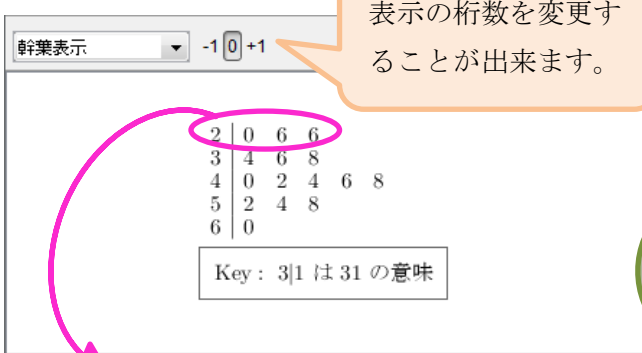 表示の桁数を変更す
ることが出来ます。
幹葉表示 -1 0 +1
2 | 0 6 6
3 | 4 6 8
4 | 0 2 4 6 8
5 | 2 4 8
6 | 0
Key : 3|1 は 31 の意味